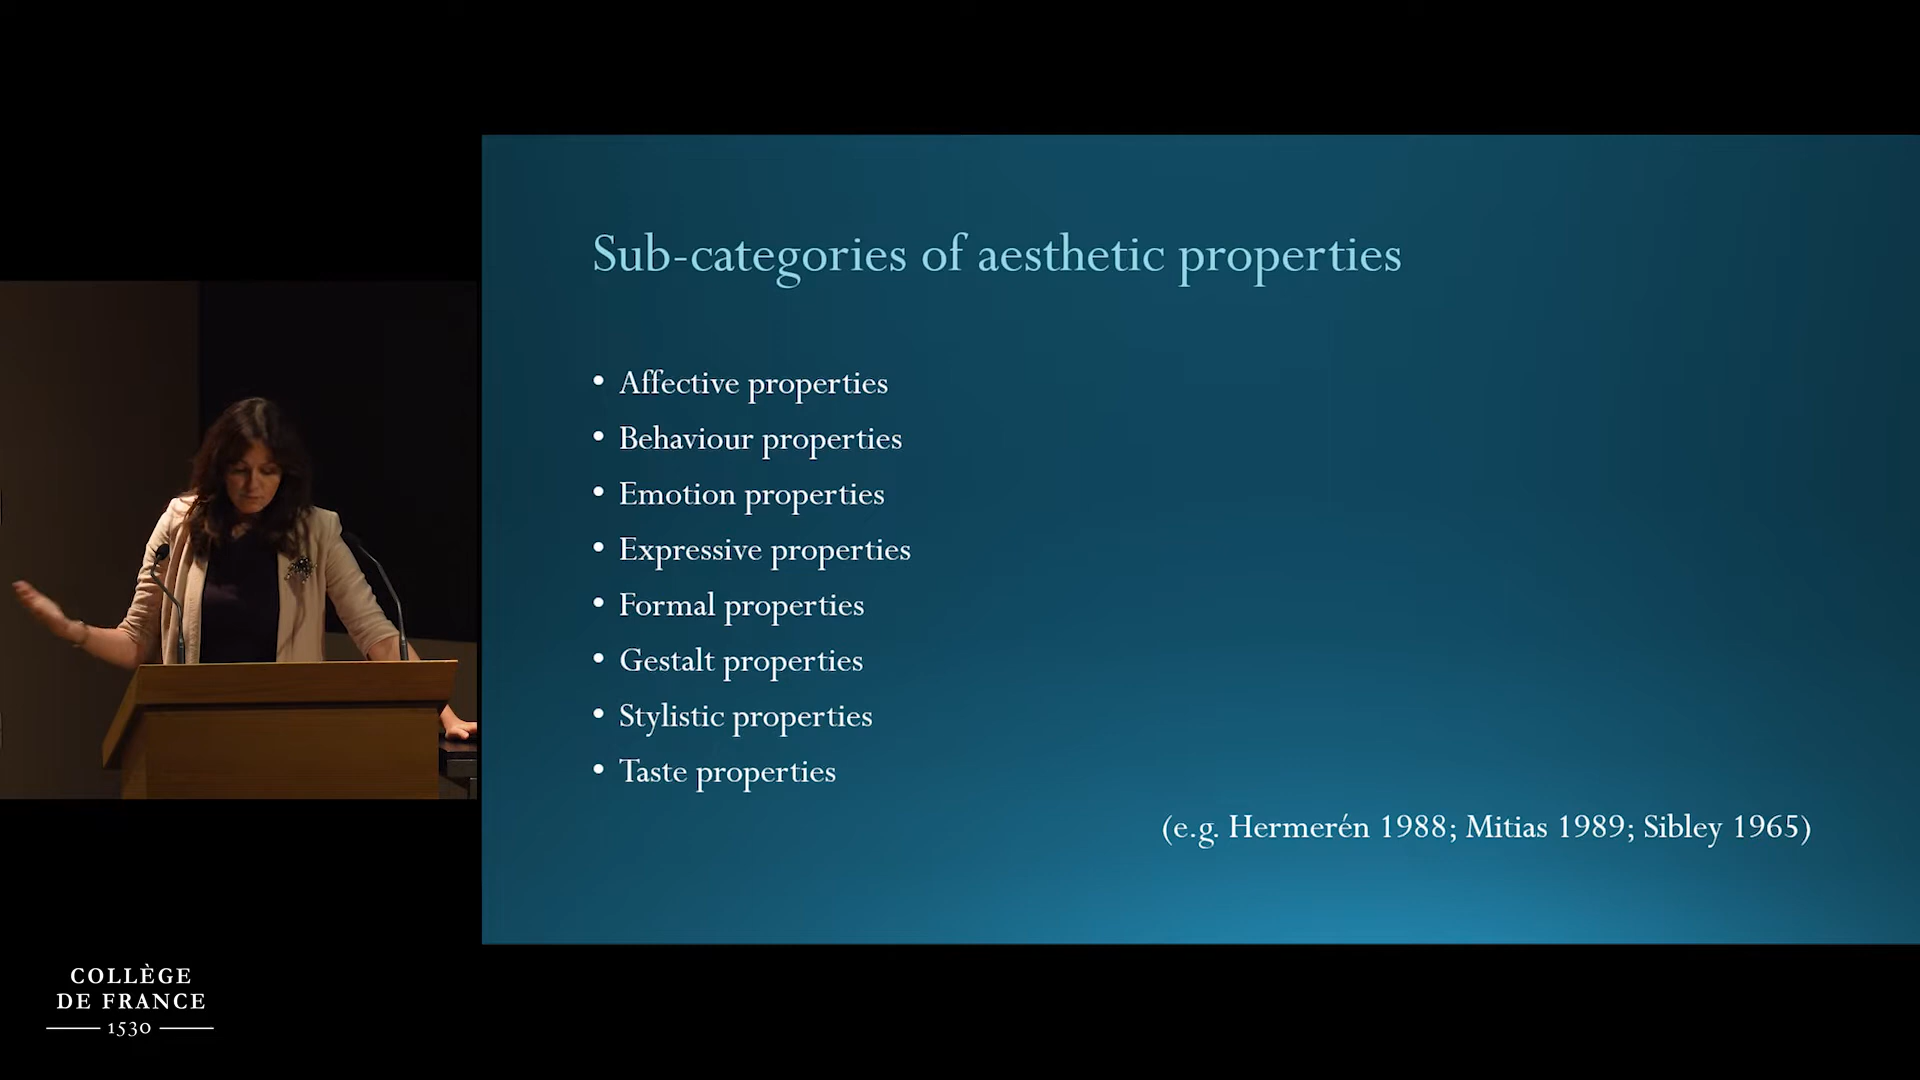 Sub-categories of aesthetic properties
• Affective properties
• Behaviour properties
• Emotion properties
• Expressive properties
• Formal properties
• Gestalt properties
• Stylistic properties
• Taste properties
(e.g. Hermerén 1988; Mitias 1989; Sibley 1965)
COLLÈGE
DE FRANCE
1530